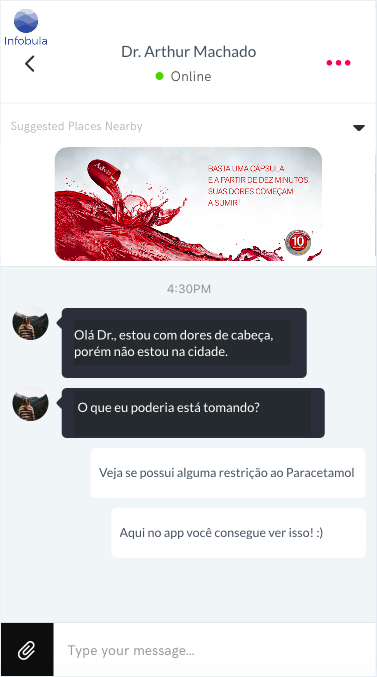 Infobula
Dr. Arthur Machado
Online
Suggested Places Nearby
Advil
BASTA UMA CÁPSULA
E A PARTIR DE DEZ MINUTOS
SUAS DORES COMEÇAM
A SUMIR!
10
4:30PM
Olá Dr., estou com dores de cabeça,
porém não estou na cidade.
O que eu poderia está tomando?
Veja se possui alguma restrição ao Paracetamol
Aqui no app você consegue ver isso! :)
Type your message...